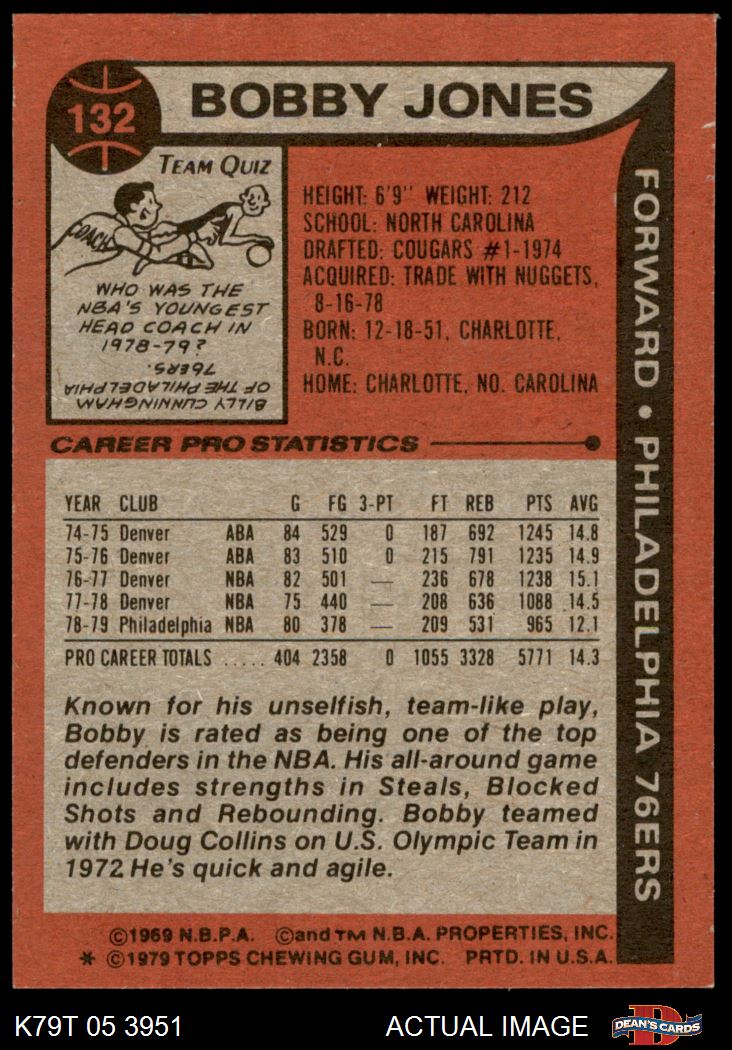 132
BOBBY JONES
FORWARD • PHILADELPHIA 76ERS
TEAM QUIZ
COACH
WHO WAS THE
NBA'S YOUNGEST
HEAD COACH IN
1978-79?
BILLY CUNNINGHAM
OF THE PHILADELPHIA
76ERS.
HEIGHT: 6'9" WEIGHT: 212
SCHOOL: NORTH CAROLINA
DRAFTED: COUGARS #1-1974
ACQUIRED: TRADE WITH NUGGETS,
8-16-78
BORN: 12-18-51, CHARLOTTE,
N.C.
HOME: CHARLOTTE, NO. CAROLINA
CAREER PRO STATISTICS
YEAR CLUB G FG 3-PT FT REB PTS AVG
74-75 Denver ABA 84 529 0 187 692 1245 14.8
75-76 Denver ABA 83 510 0 215 791 1235 14.9
76-77 Denver NBA 82 501 — 236 678 1238 15.1
77-78 Denver NBA 75 440 — 208 636 1088 14.5
78-79 Philadelphia NBA 80 378 — 209 531 965 12.1
PRO CAREER TOTALS ..... 404 2358 0 1055 3328 5771 14.3
Known for his unselfish, team-like play,
Bobby is rated as being one of the top
defenders in the NBA. His all-around game
includes strengths in Steals, Blocked
Shots and Rebounding. Bobby teamed
with Doug Collins on U.S. Olympic Team in
1972. He's quick and agile.
©1969 N.B.P.A. ©and TM N.B.A. PROPERTIES, INC.
* ©1979 TOPPS CHEWING GUM, INC. PRTD. IN U.S.A.
K79T 05 3951 ACTUAL IMAGE
D
DEAN'S CARDS